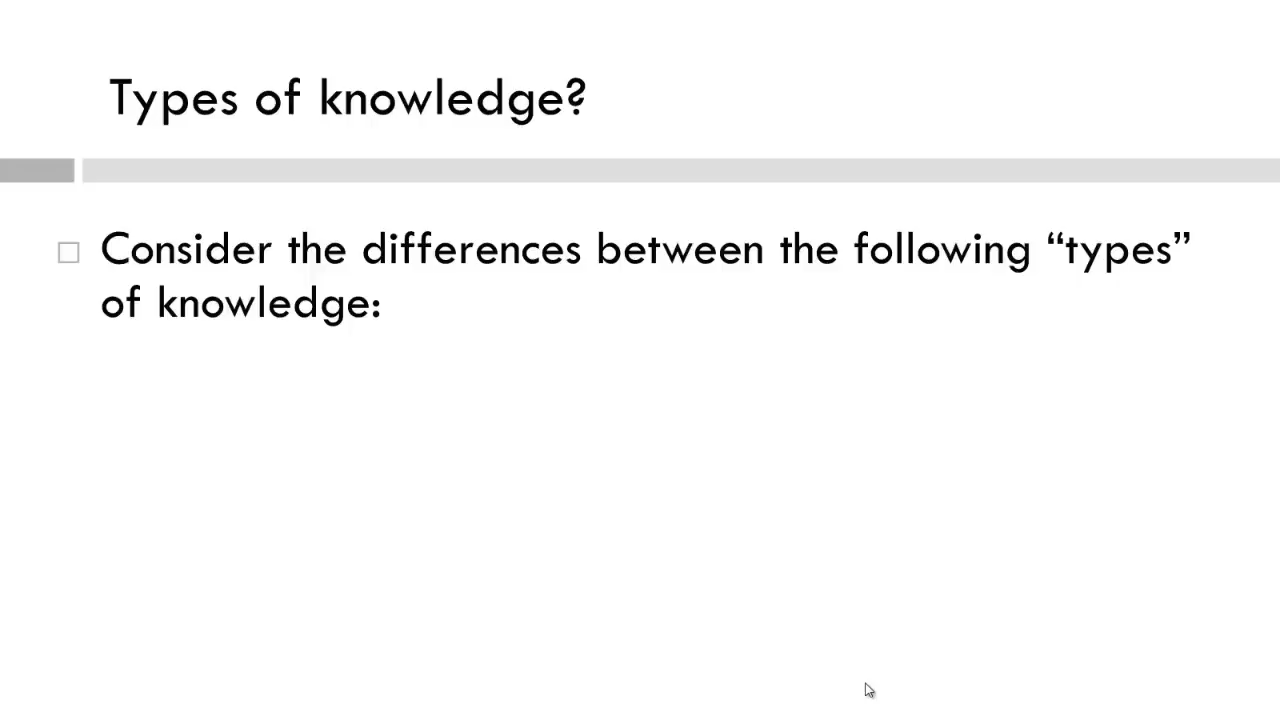 Types of knowledge?
Consider the differences between the following “types”
of knowledge: